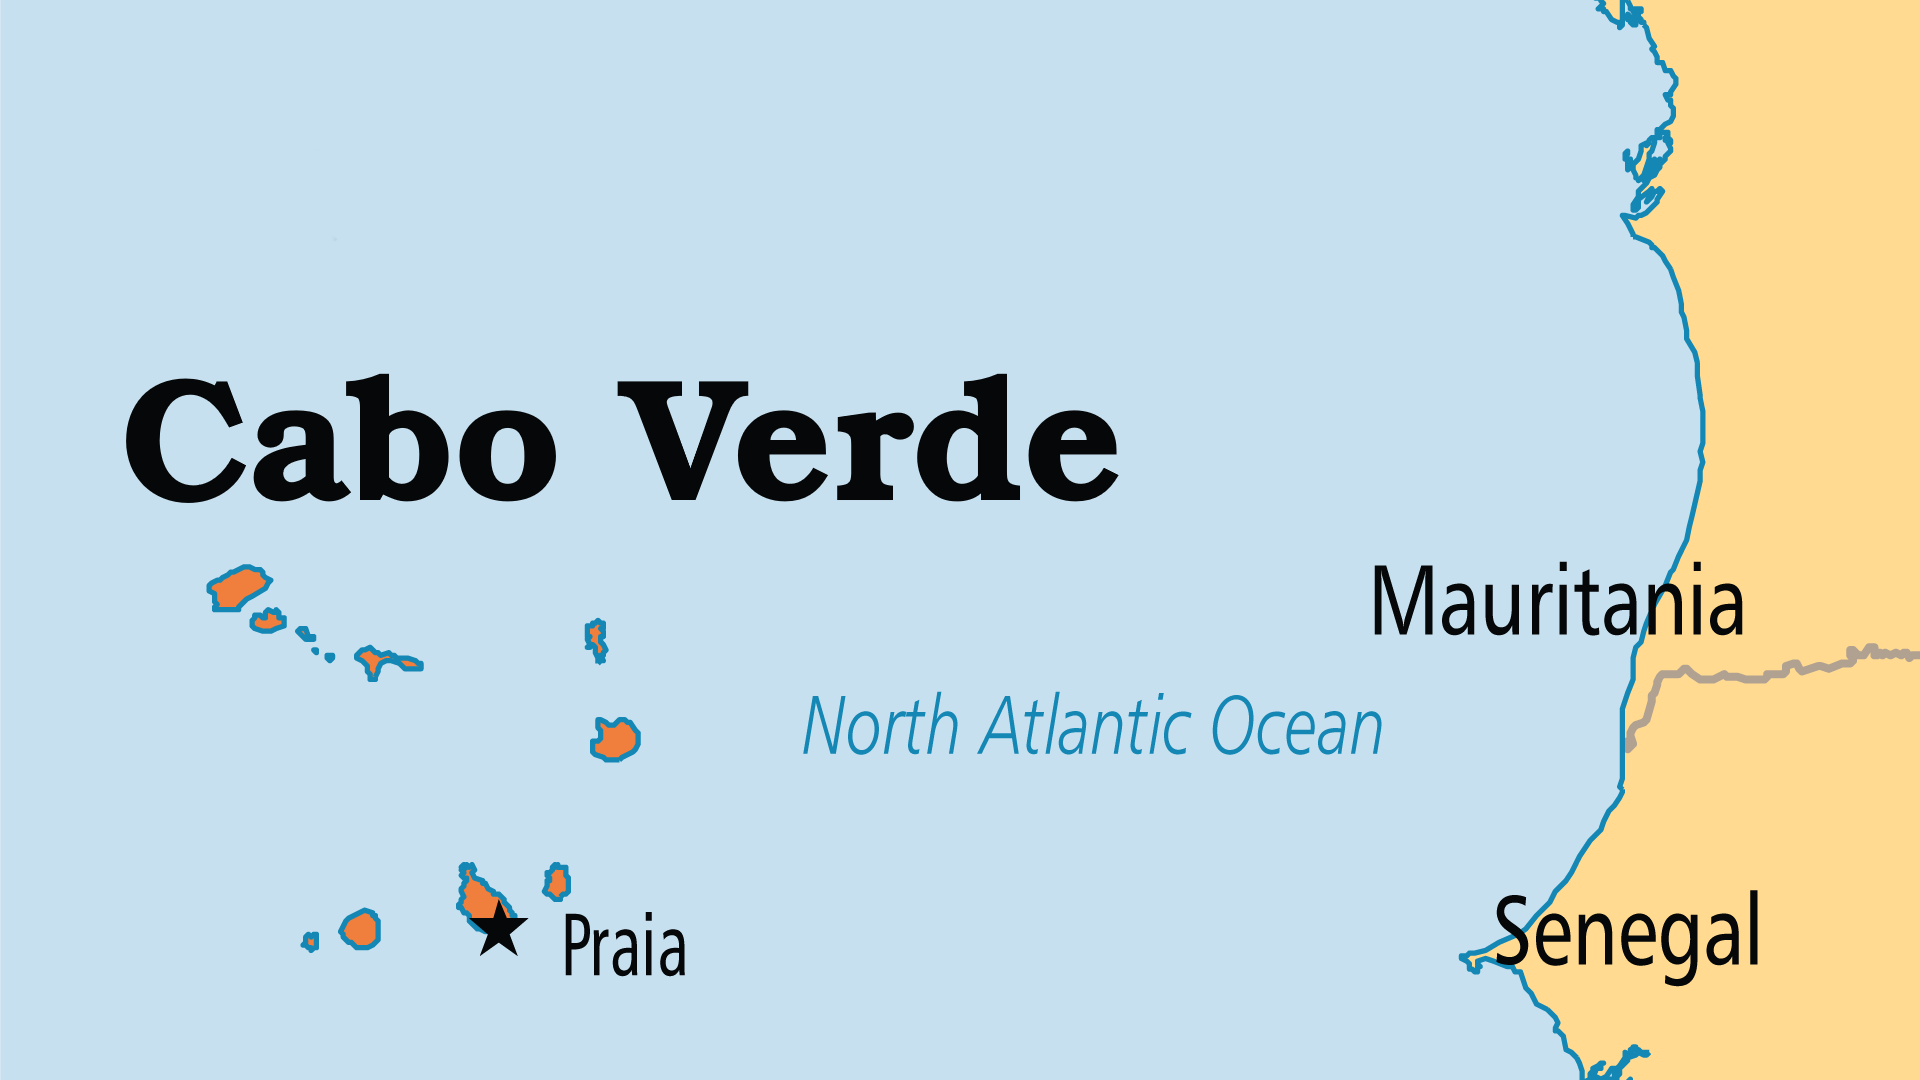 Cabo Verde
Mauritania
North Atlantic Ocean
Senegal
Praia